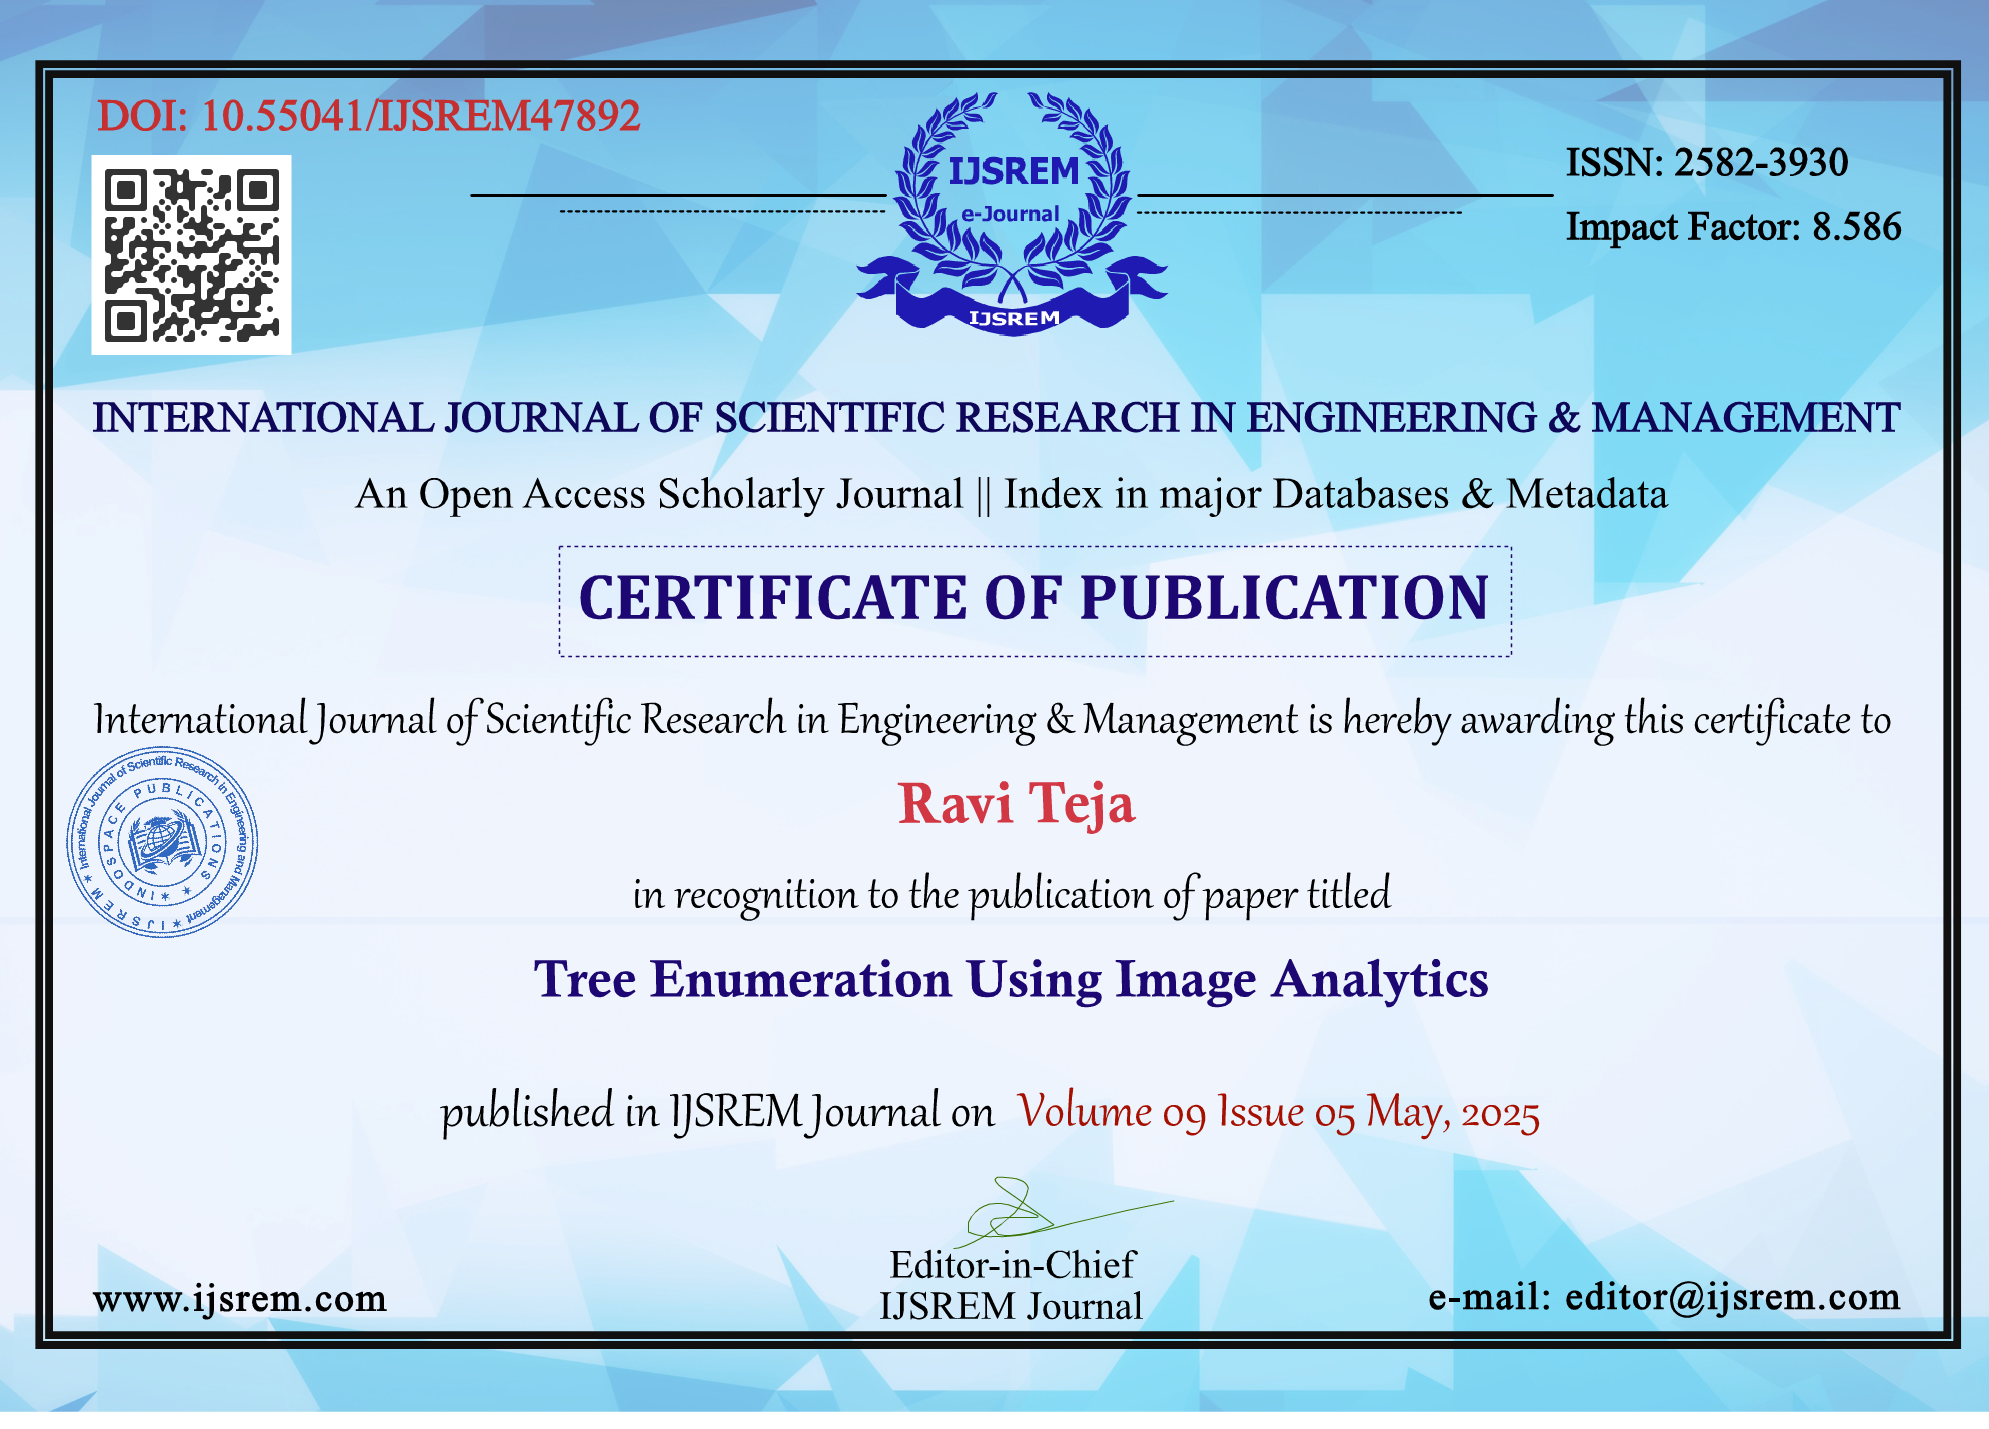 DOI: 10.55041/IJSREM47892
IJSREM
e-Journal
IJSREM
ISSN: 2582-3930
Impact Factor: 8.586
INTERNATIONAL JOURNAL OF SCIENTIFIC RESEARCH IN ENGINEERING & MANAGEMENT
An Open Access Scholarly Journal || Index in major Databases & Metadata
CERTIFICATE OF PUBLICATION
International Journal of Scientific Research in Engineering & Management is hereby awarding this certificate to
International Journal of Scientific Research in Engineering and Management ★ IJSREM ★
INDOSPACE PUBLICATIONS ★ ★
Ravi Teja
in recognition to the publication of paper titled
Tree Enumeration Using Image Analytics
published in IJSREM Journal on Volume 09 Issue 05 May, 2025
Editor-in-Chief
IJSREM Journal
www.ijsrem.com
e-mail: editor@ijsrem.com